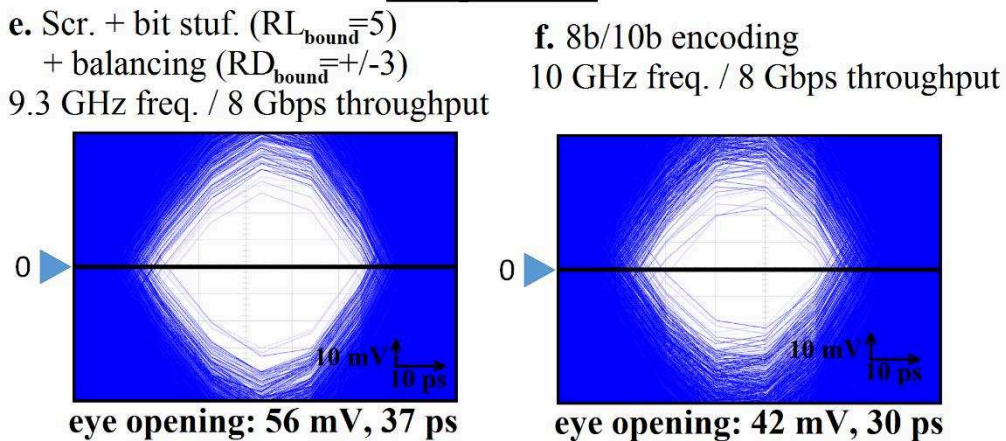 e. Scr. + bit stuf. (RLbound=5)
+ balancing (RDbound=+/-3)
9.3 GHz freq. / 8 Gbps throughput
0
10 mV
10 ps
eye opening: 56 mV, 37 ps
f. 8b/10b encoding
10 GHz freq. / 8 Gbps throughput
0
10 mV
10 ps
eye opening: 42 mV, 30 ps